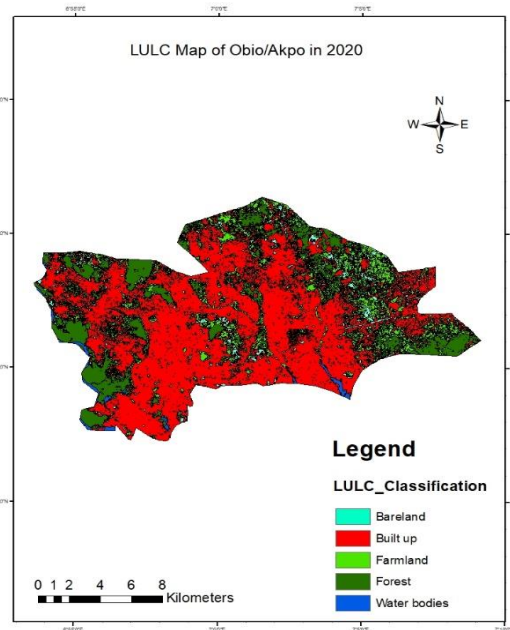 LULC Map of Obio/Akpo in 2020
N
W E
S
Legend
LULC_Classification
Bareland
Built up
Farmland
Forest
Water bodies
0 1 2 4 6 8
Kilometers